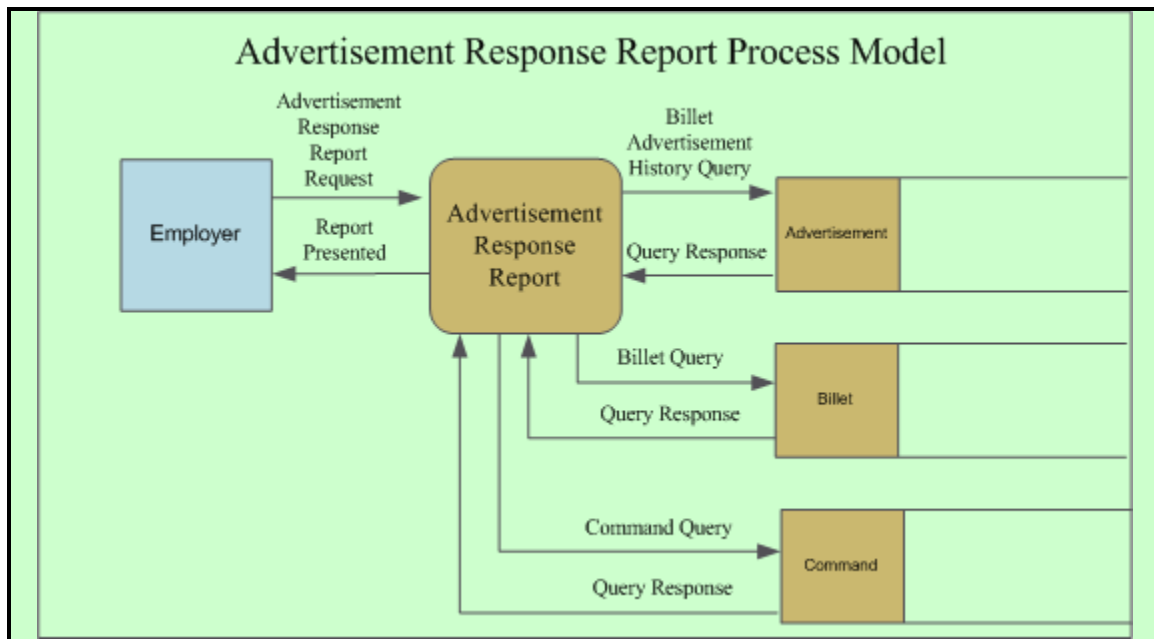 Advertisement Response Report Process Model
Advertisement
Response
Report
Request
Billet
Advertisement
History Query
Employer
Advertisement
Response
Report
Advertisement
Report
Presented
Query Response
Billet Query
Billet
Query Response
Command Query
Command
Query Response